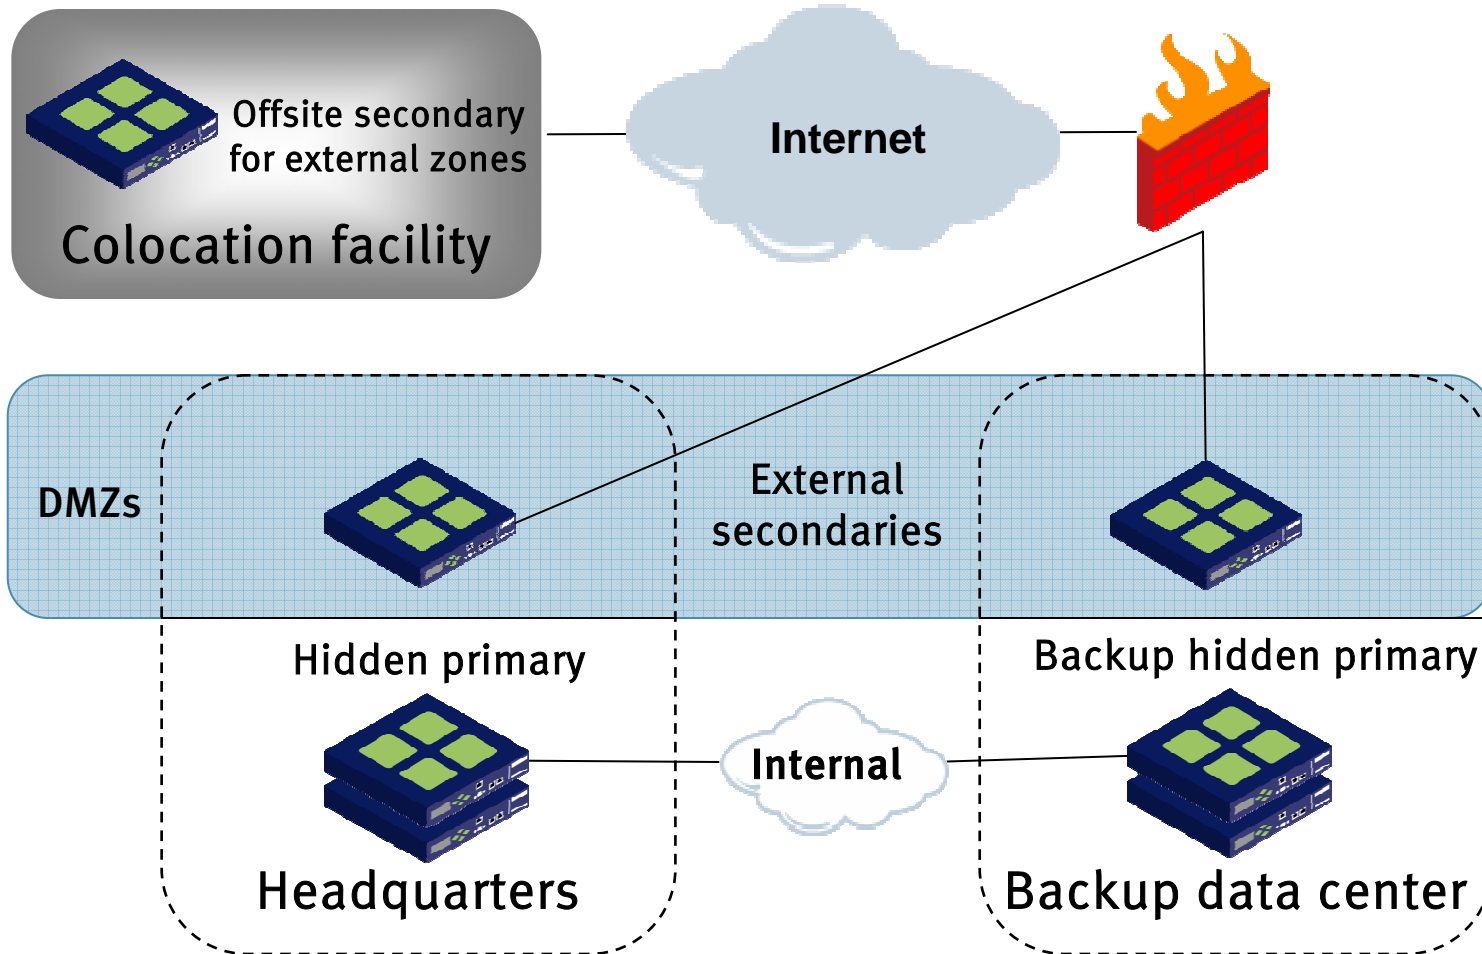 Offsite secondary
for external zones
Colocation facility
Internet
DMZs
External
secondaries
Hidden primary
Backup hidden primary
Internal
Headquarters
Backup data center